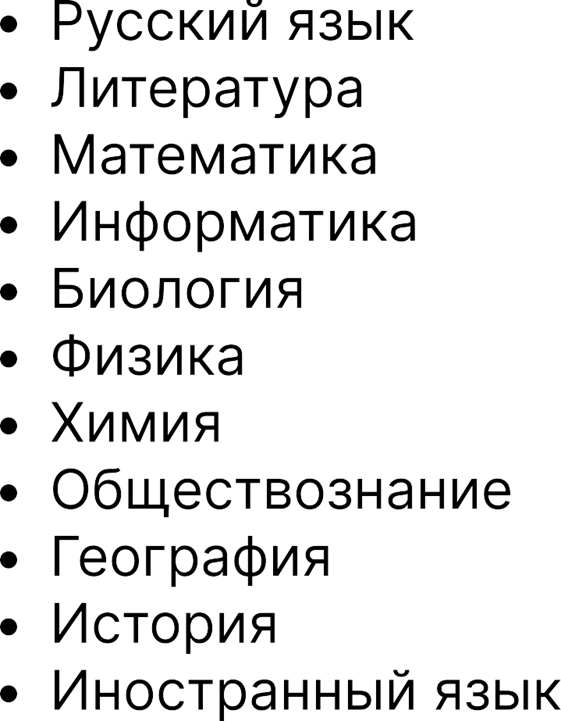 • Русский язык
• Литература
• Математика
• Информатика
• Биология
• Физика
• Химия
• Обществознание
• География
• История
• Иностранный язык